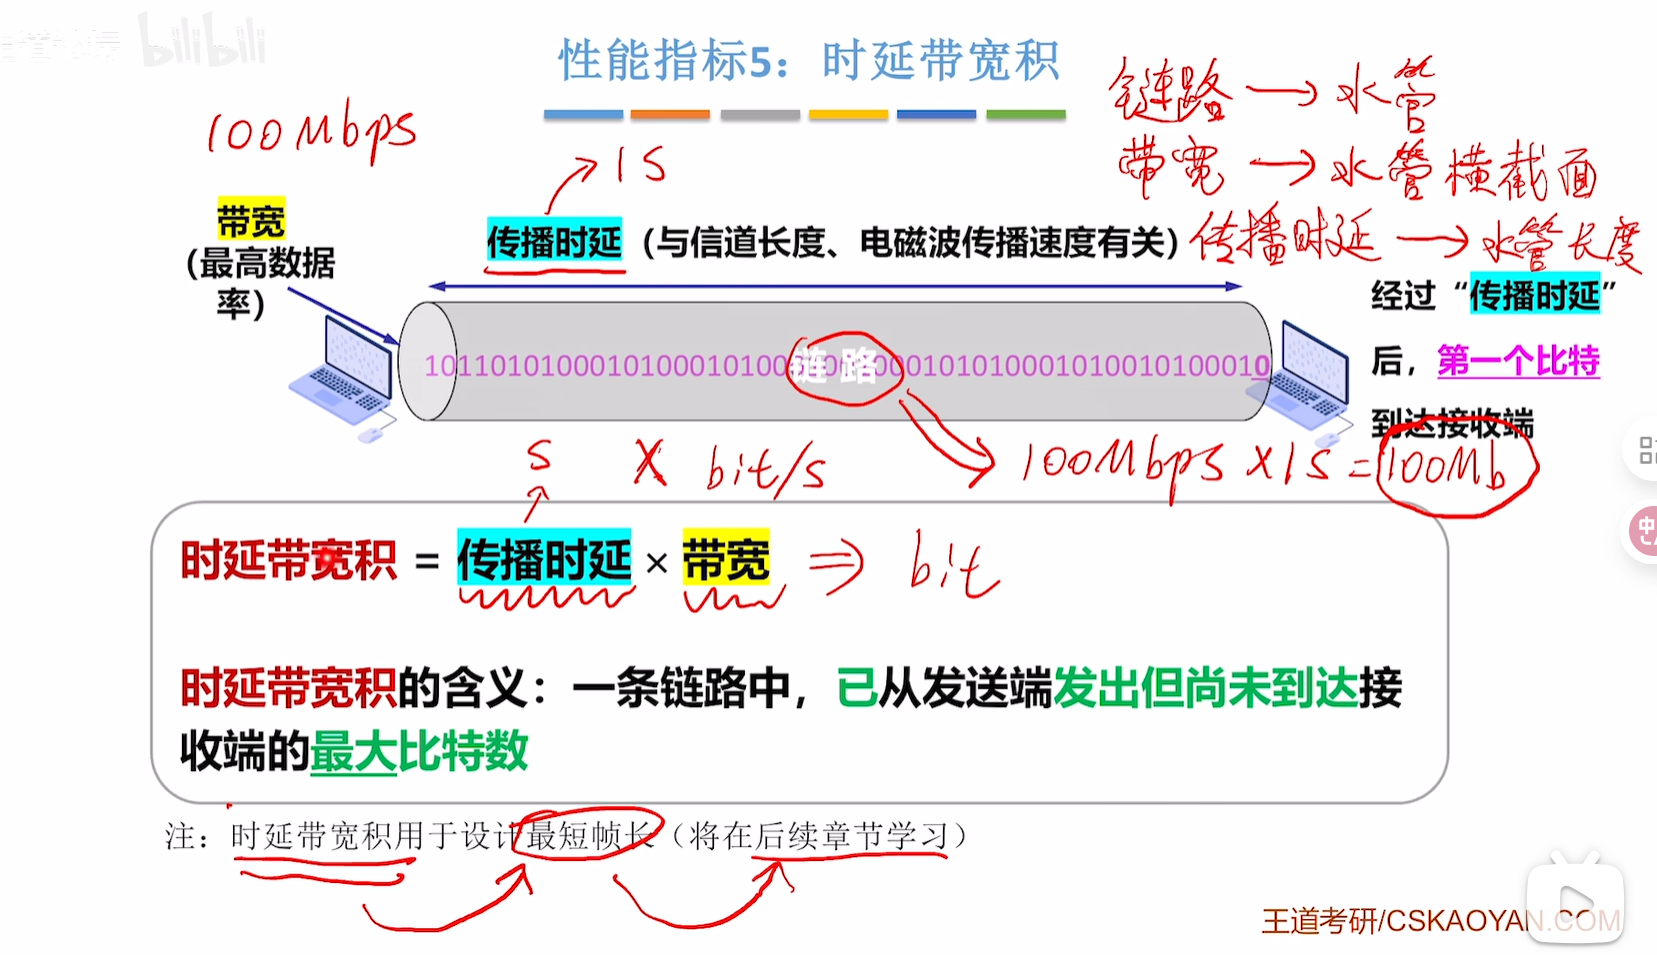 bilibili
性能指标5：时延带宽积
链路 → 水管
100Mbps
带宽 → 水管横截面
1s
带宽
(最高数据
率)
传播时延（与信道长度、电磁波传播速度有关）
传播时延 → 水管长度
经过“传播时延”
后，第一个比特
到达接收端
链路
s × bit/s
100Mbps × 1s = 100Mb
时延带宽积 = 传播时延 × 带宽 ⇒ bit
时延带宽积的含义：一条链路中，已从发送端发出但尚未到达接
收端的最大比特数
注：时延带宽积用于设计最短帧长（将在后续章节学习）
王道考研/CSKAOYAN.COM